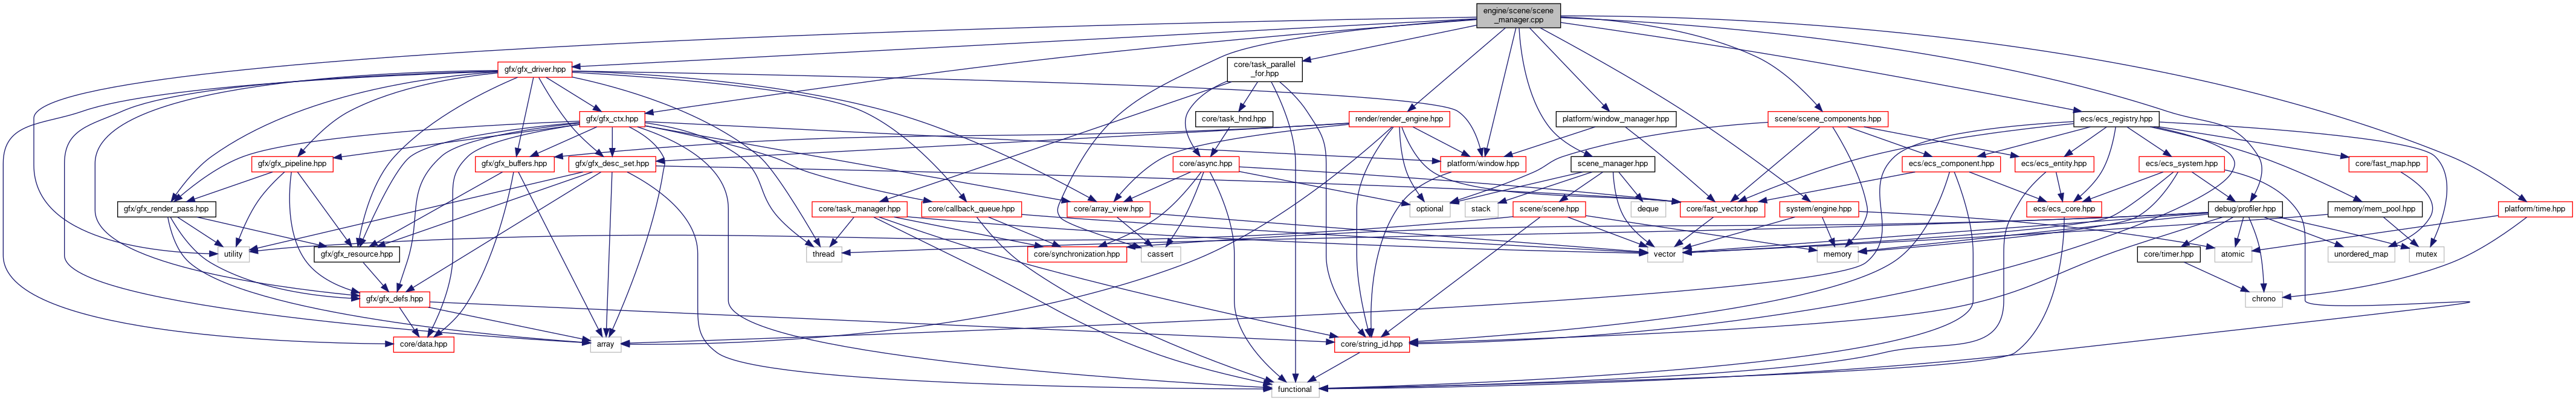 engine/scene/scene
_manager.cpp
gfx/gfx_driver.hpp
core/task_parallel
_for.hpp
gfx/gfx_ctx.hpp
core/task_hnd.hpp
render/render_engine.hpp
platform/window_manager.hpp
scene/scene_components.hpp
ecs/ecs_registry.hpp
gfx/gfx_pipeline.hpp
gfx/gfx_buffers.hpp
gfx/gfx_desc_set.hpp
core/async.hpp
platform/window.hpp
scene_manager.hpp
ecs/ecs_component.hpp
ecs/ecs_entity.hpp
ecs/ecs_system.hpp
core/fast_map.hpp
gfx/gfx_render_pass.hpp
core/task_manager.hpp
core/callback_queue.hpp
core/array_view.hpp
optional
stack
scene/scene.hpp
deque
core/fast_vector.hpp
system/engine.hpp
ecs/ecs_core.hpp
debug/profiler.hpp
memory/mem_pool.hpp
platform/time.hpp
utility
gfx/gfx_resource.hpp
thread
core/synchronization.hpp
cassert
vector
memory
core/timer.hpp
atomic
unordered_map
mutex
gfx/gfx_defs.hpp
chrono
core/data.hpp
array
core/string_id.hpp
functional